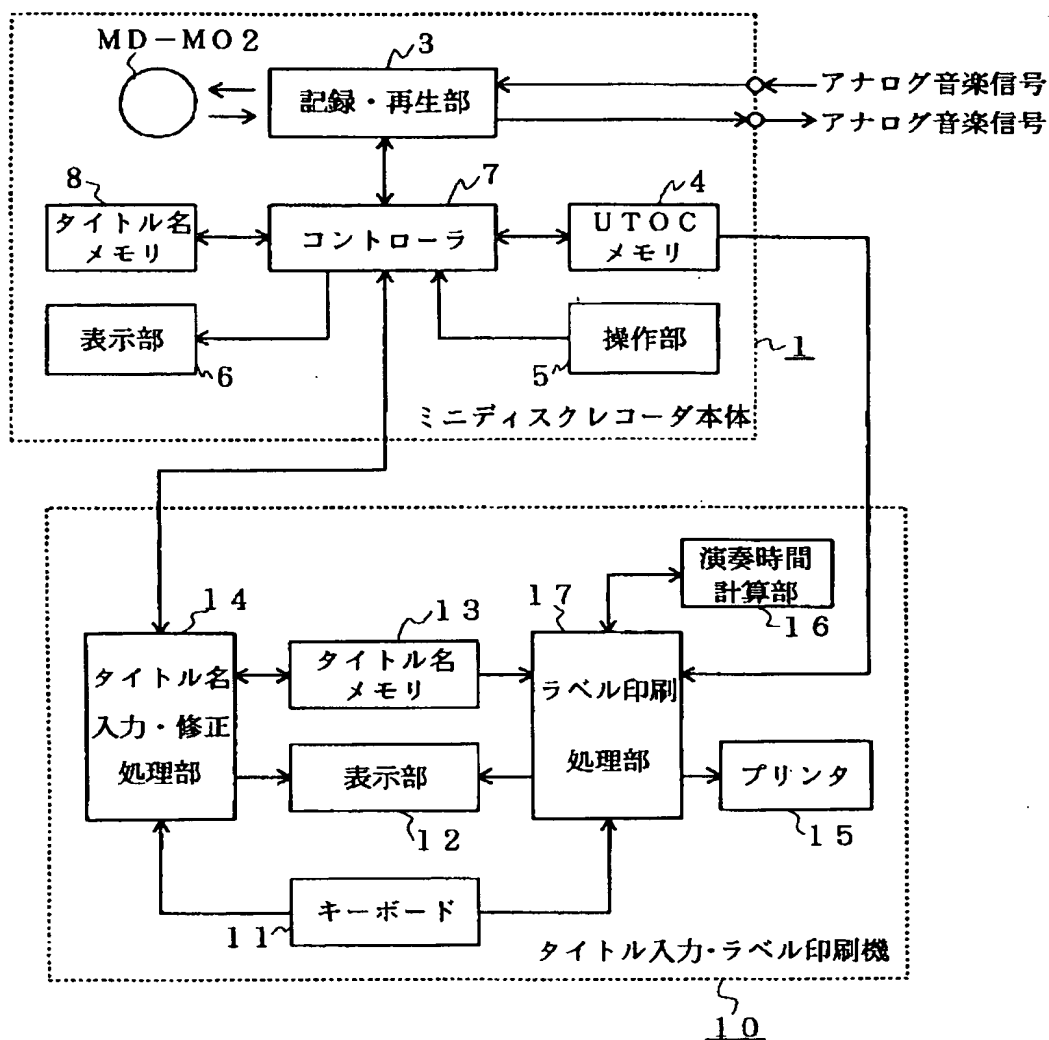 MD-MO2
3
記録・再生部
アナログ音楽信号
アナログ音楽信号
8
タイトル名
メモリ
7
コントローラ
4
UTOC
メモリ
表示部
6
操作部
5
1
ミニディスクレコーダ本体
演奏時間
計算部
16
14
タイトル名
入力・修正
処理部
13
タイトル名
メモリ
17
ラベル印刷
処理部
表示部
12
プリンタ
15
キーボード
11
タイトル入力・ラベル印刷機
10